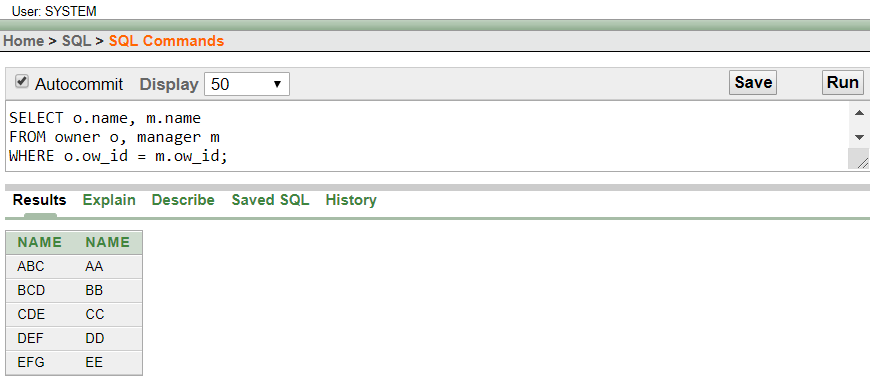 User: SYSTEM
Home > SQL > SQL Commands
Autocommit Display 50 Save Run
SELECT o.name, m.name
FROM owner o, manager m
WHERE o.ow_id = m.ow_id;
Results Explain Describe Saved SQL History
NAME NAME
ABC AA
BCD BB
CDE CC
DEF DD
EFG EE